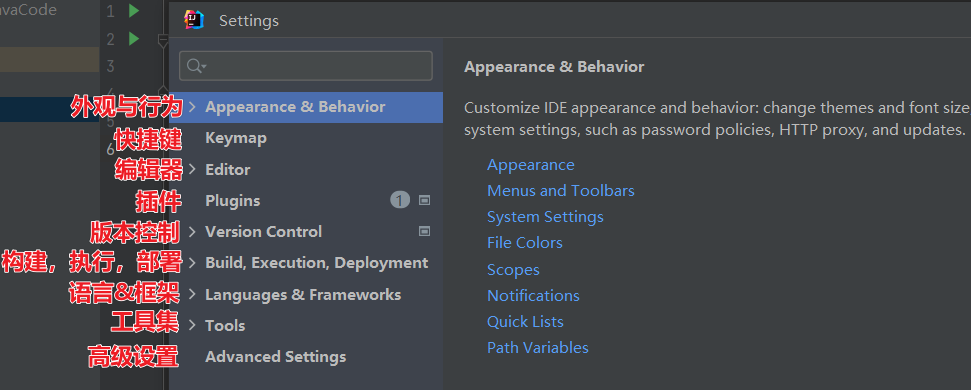 avaCode
1
2
3
4
5
6
Settings
外观与行为
快捷键
编辑器
插件
版本控制
构建，执行，部署
语言&框架
工具集
高级设置
Appearance & Behavior
Keymap
Editor
Plugins 1
Version Control
Build, Execution, Deployment
Languages & Frameworks
Tools
Advanced Settings
Appearance & Behavior
Customize IDE appearance and behavior: change themes and font size
system settings, such as password policies, HTTP proxy, and updates.
Appearance
Menus and Toolbars
System Settings
File Colors
Scopes
Notifications
Quick Lists
Path Variables